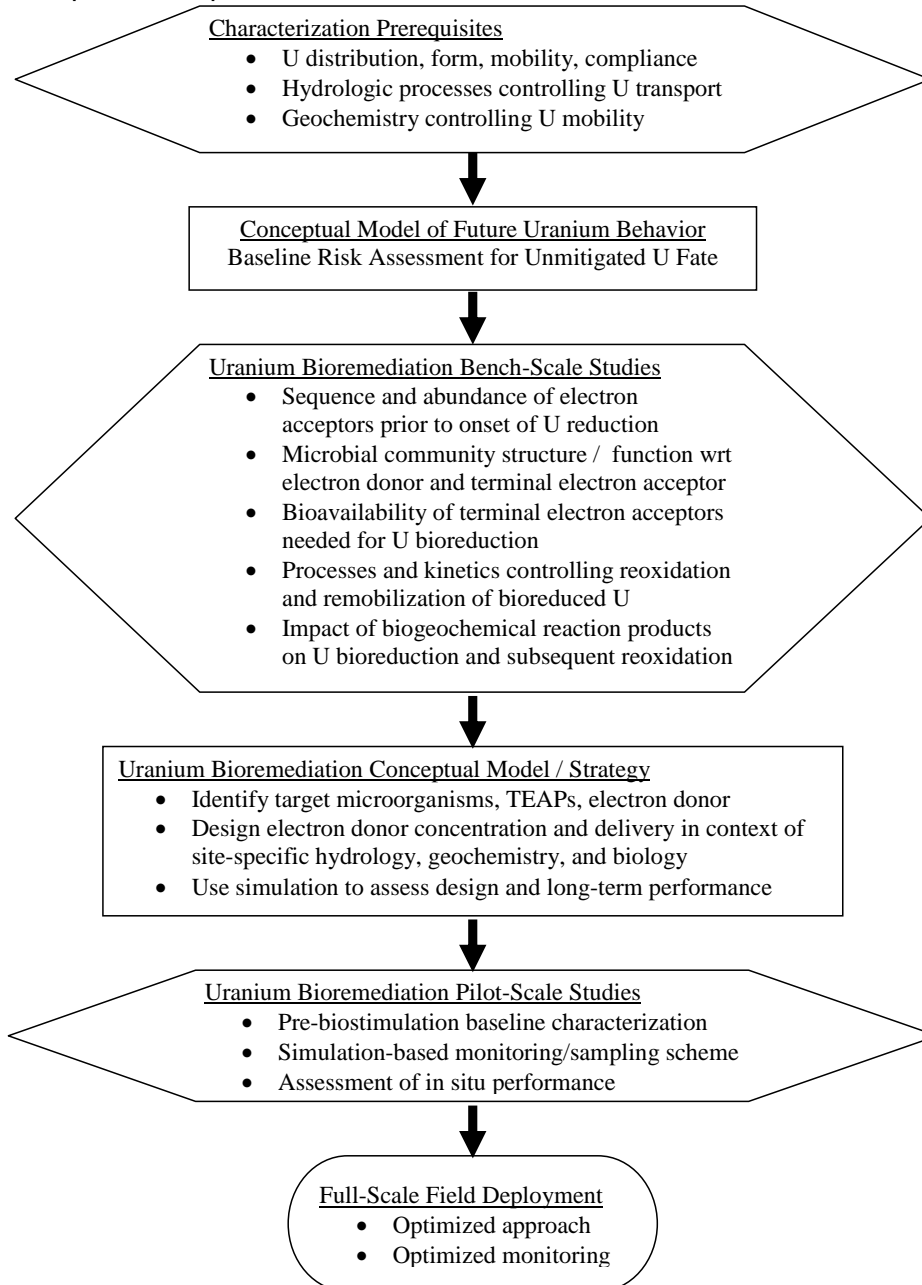 Characterization Prerequisites
• U distribution, form, mobility, compliance
• Hydrologic processes controlling U transport
• Geochemistry controlling U mobility
Conceptual Model of Future Uranium Behavior
Baseline Risk Assessment for Unmitigated U Fate
Uranium Bioremediation Bench-Scale Studies
• Sequence and abundance of electron
acceptors prior to onset of U reduction
• Microbial community structure / function wrt
electron donor and terminal electron acceptor
• Bioavailability of terminal electron acceptors
needed for U bioreduction
• Processes and kinetics controlling reoxidation
and remobilization of bioreduced U
• Impact of biogeochemical reaction products
on U bioreduction and subsequent reoxidation
Uranium Bioremediation Conceptual Model / Strategy
• Identify target microorganisms, TEAPs, electron donor
• Design electron donor concentration and delivery in context of
site-specific hydrology, geochemistry, and biology
• Use simulation to assess design and long-term performance
Uranium Bioremediation Pilot-Scale Studies
• Pre-biostimulation baseline characterization
• Simulation-based monitoring/sampling scheme
• Assessment of in situ performance
Full-Scale Field Deployment
• Optimized approach
• Optimized monitoring